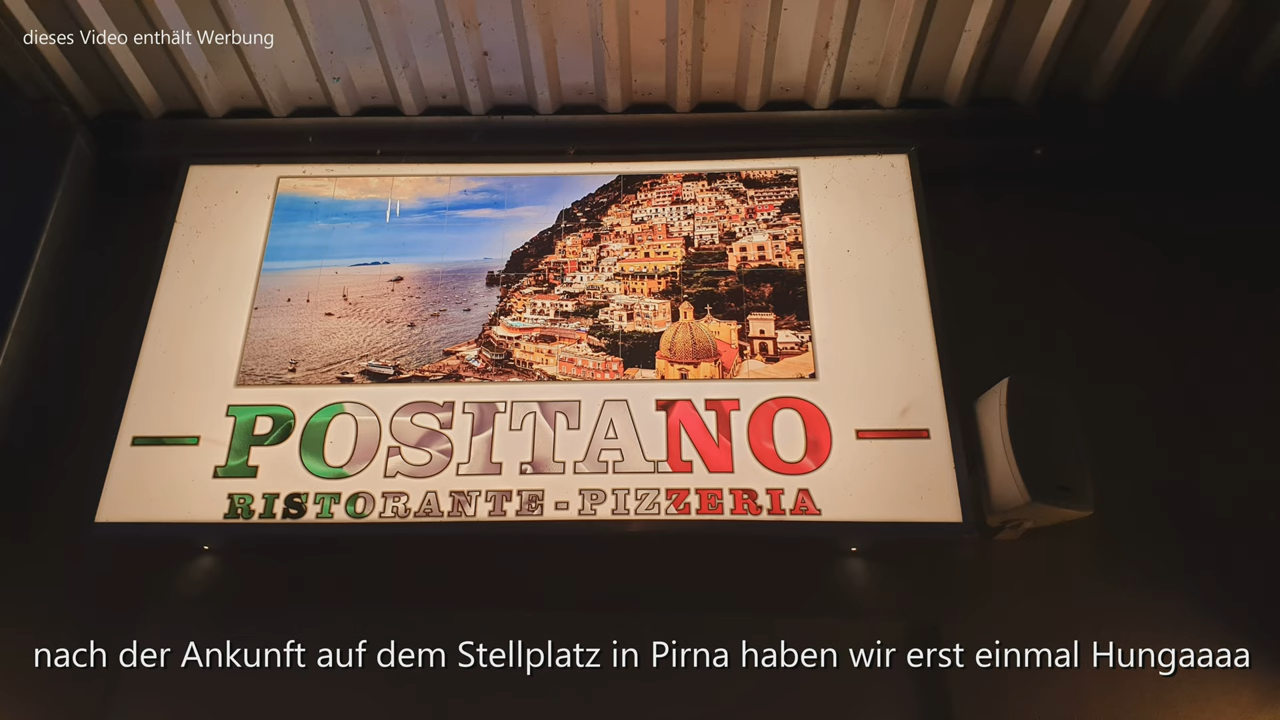 dieses Video enthält Werbung
POSITANO
RISTORANTE - PIZZERIA
nach der Ankunft auf dem Stellplatz in Pirna haben wir erst einmal Hungaaaa